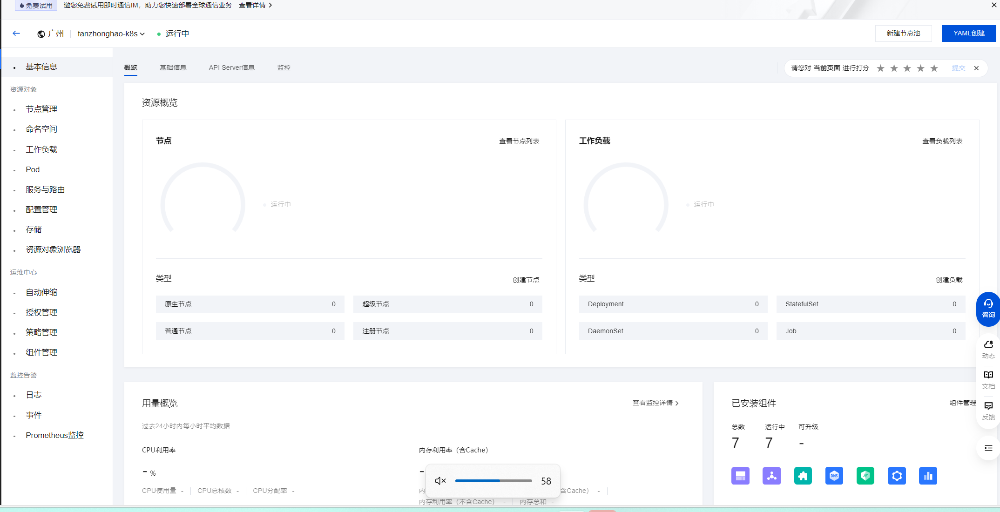 免费试用 邀您免费试用即时通信IM，助力您快速部署全球通信业务 查看详情
广州 fanzhonghao-k8s 运行中 新建节点池 YAML创建
基本信息
资源对象
节点管理
命名空间
工作负载
Pod
服务与路由
配置管理
存储
资源对象浏览器
运维中心
自动伸缩
授权管理
策略管理
组件管理
监控告警
日志
事件
Prometheus监控
概览 基础信息 API Server信息 监控
请您对 当前页面 进行打分 提交
资源概览
节点 查看节点列表
运行中 -
类型 创建节点
原生节点 0 超级节点 0
普通节点 0 注册节点 0
工作负载 查看负载列表
运行中 -
类型 创建负载
Deployment 0 StatefulSet 0
DaemonSet 0 Job 0
用量概览 查看监控详情
过去24小时内每小时平均数据
CPU利用率
- %
CPU使用量 - CPU总核数 - CPU分配率 -
内存利用率（含Cache）
-
内 含Cache） -
内存利用率（不含Cache） - 内存总和 -
58
已安装组件 组件管理
总数 运行中 可升级
7 7 -
DNS
咨询
动态
文档
反馈